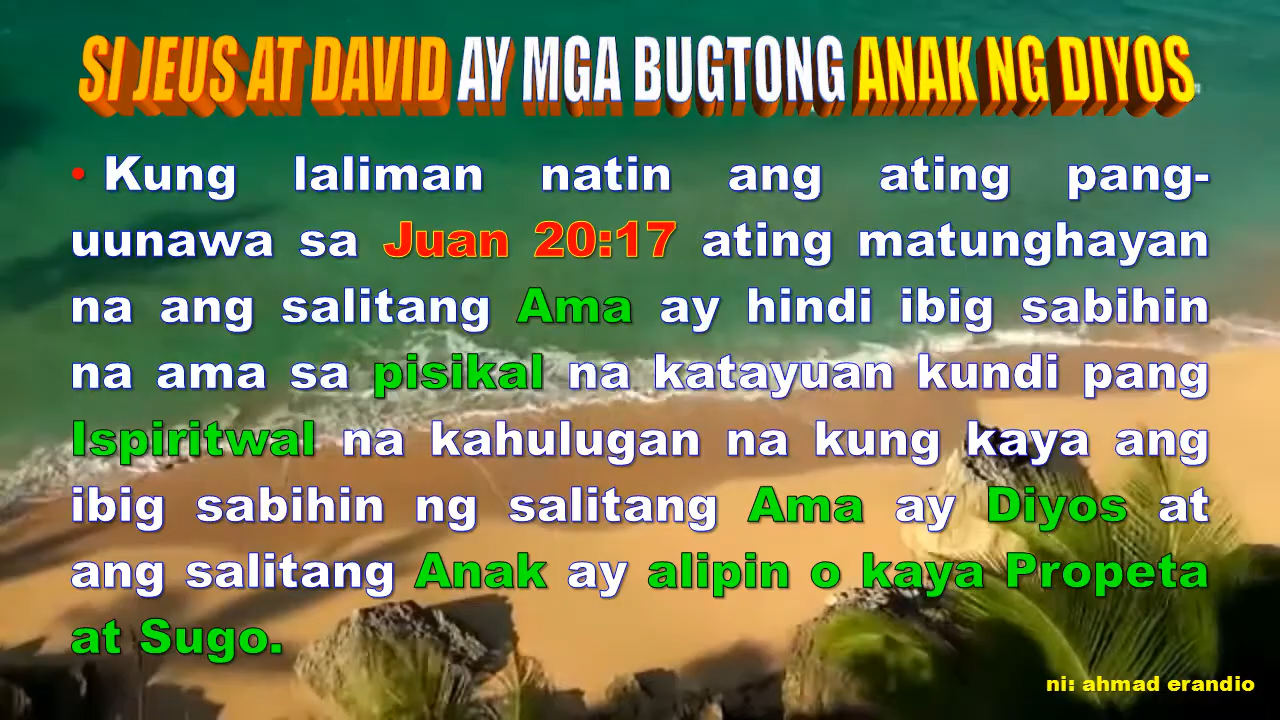 SI JEUS AT DAVID AY MGA BUGTONG ANAK NG DIYOS
• Kung laliman natin ang ating pang-
uunawa sa Juan 20:17 ating matunghayan
na ang salitang Ama ay hindi ibig sabihin
na ama sa pisikal na katayuan kundi pang
Ispiritwal na kahulugan na kung kaya ang
ibig sabihin ng salitang Ama ay Diyos at
ang salitang Anak ay alipin o kaya Propeta
at Sugo.
ni: ahmad erandio